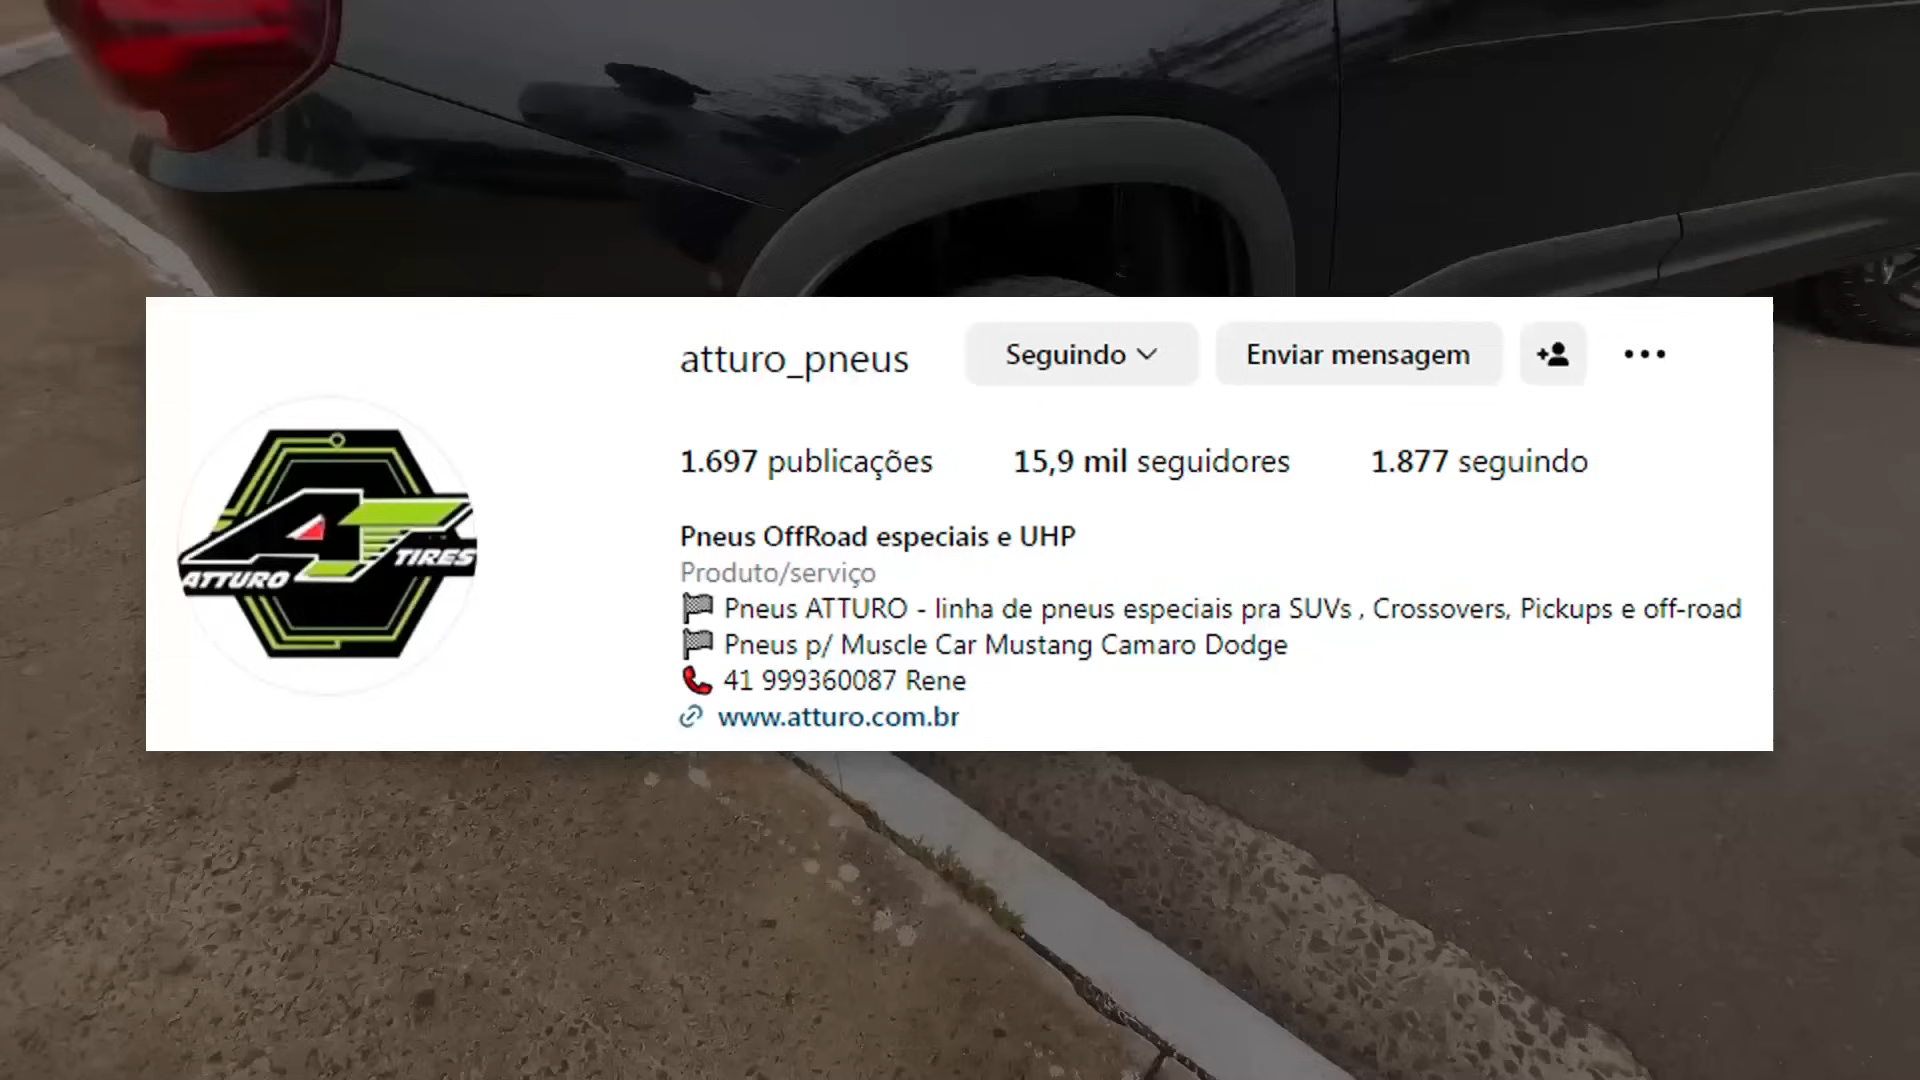 atturo_pneus
Seguindo
Enviar mensagem
1.697 publicações
15,9 mil seguidores
1.877 seguindo
ATTURO
TIRES
Pneus OffRoad especiais e UHP
Produto/serviço
Pneus ATTURO - linha de pneus especiais pra SUVs , Crossovers, Pickups e off-road
Pneus p/ Muscle Car Mustang Camaro Dodge
41 999360087 Rene
www.atturo.com.br